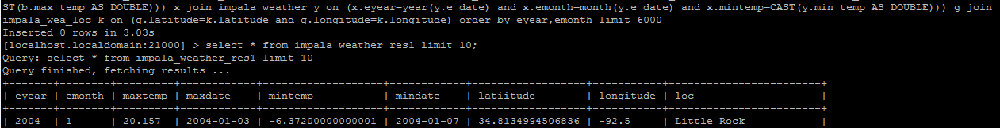 ST(b.max_temp AS DOUBLE))) x join impala_weather y on (x.eyear=year(y.e_date) and x.emonth=month(y.e_date) and x.mintemp=CAST(y.min_temp AS DOUBLE))) g join
impala_wea_loc k on (g.latitude=k.latitude and g.longitude=k.longitude) order by eyear,emonth limit 6000
Inserted 0 rows in 3.03s
[localhost.localdomain:21000] > select * from impala_weather_res1 limit 10;
Query: select * from impala_weather_res1 limit 10
Query finished, fetching results ...
+-------+--------+---------+------------+-------------------+------------+------------------+-----------+------------------------+
| eyear | emonth | maxtemp | maxdate    | mintemp           | mindate    | latiitude        | longitude | loc                    |
+-------+--------+---------+------------+-------------------+------------+------------------+-----------+------------------------+
| 2004  | 1      | 20.157  | 2004-01-03 | -6.37200000000001 | 2004-01-07 | 34.8134994506836 | -92.5     | Little Rock            |